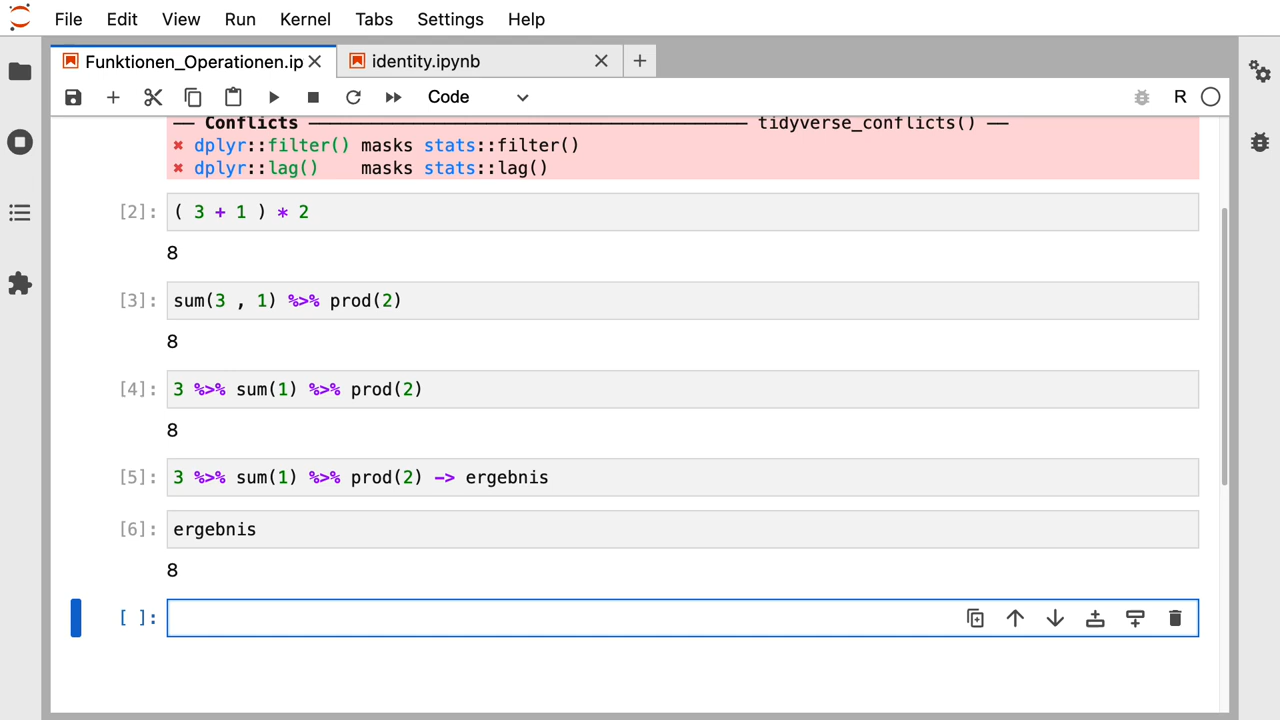 File Edit View Run Kernel Tabs Settings Help
Funktionen_Operationen.ip identity.ipynb
Code R
── Conflicts ────────────────────────────────────────── tidyverse_conflicts() ──
✖ dplyr::filter() masks stats::filter()
✖ dplyr::lag()    masks stats::lag()
[2]: ( 3 + 1 ) * 2
8
[3]: sum(3 , 1) %>% prod(2)
8
[4]: 3 %>% sum(1) %>% prod(2)
8
[5]: 3 %>% sum(1) %>% prod(2) -> ergebnis
[6]: ergebnis
8
[ ]: